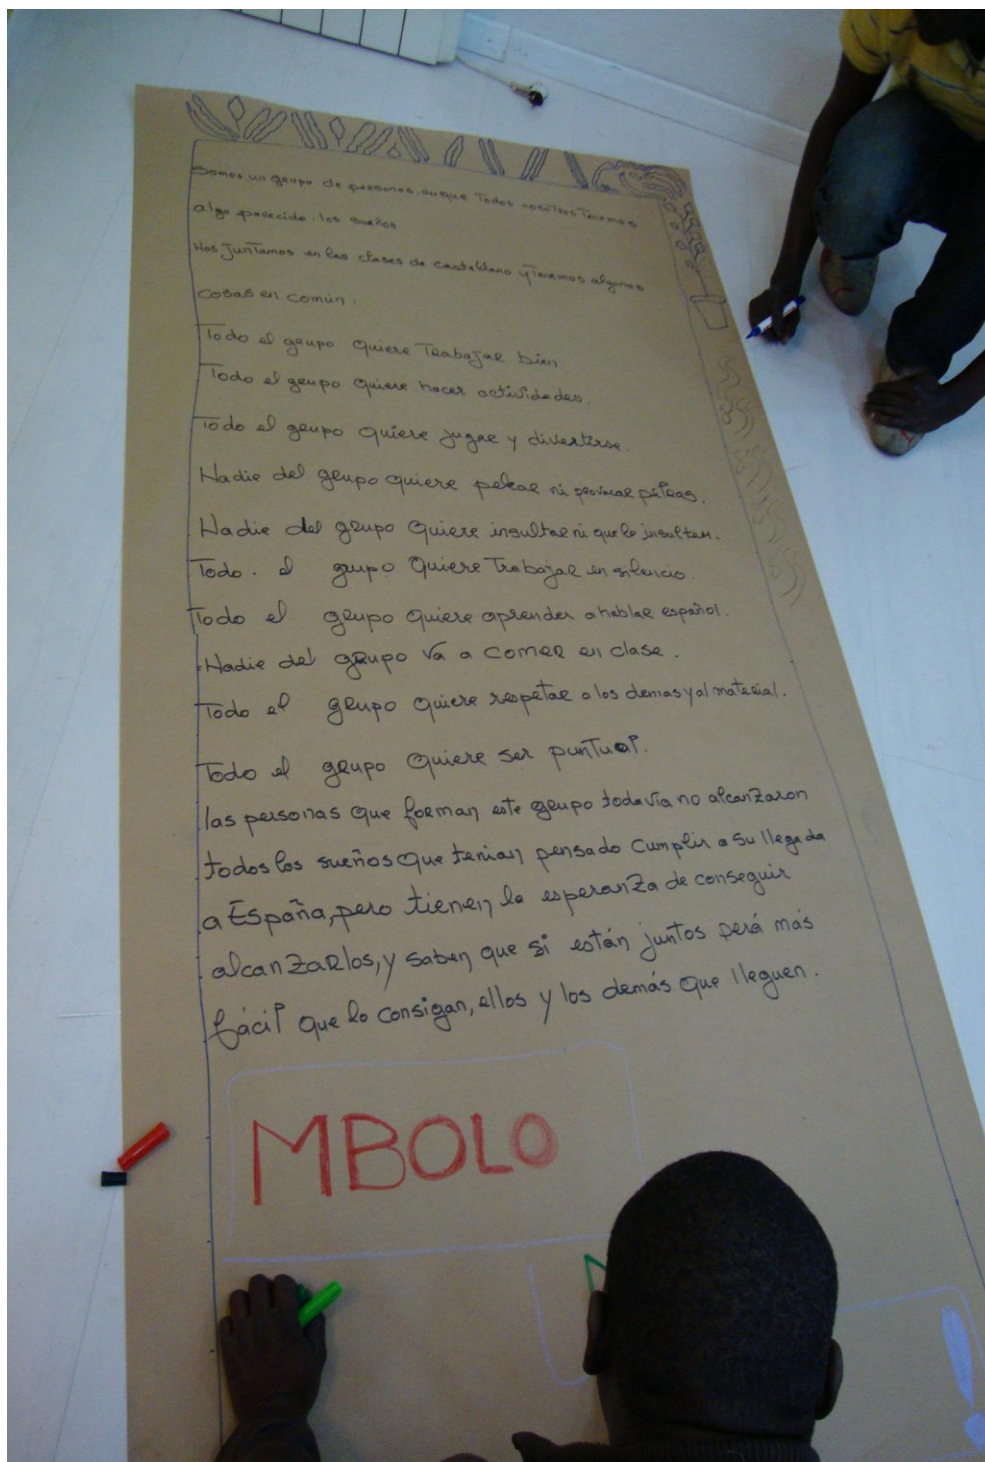 Somos un grupo de personas, aunque Todos nosotros Tenemos
algo parecido: los sueños
Nos juntamos en las clases de castellano y Tenemos algunas
cosas en común:
Todo el grupo quiere Trabajar bien
Todo el grupo quiere hacer actividades.
Todo el grupo quiere jugar y divertirse.
Nadie del grupo quiere pelear ni provocar peleas.
Nadie del grupo quiere insultar ni que le insulten.
Todo. el grupo quiere Trabajar en silencio.
Todo el grupo quiere aprender a hablar español.
Nadie del grupo va a comer en clase.
Todo el grupo quiere respetar a los demas y al material.
Todo el grupo quiere ser puntual.
las personas que forman este grupo todavia no alcanzaron
todos los sueños que tenian pensado cumplir a su llegada
a España, pero tienen la esperanza de conseguir
alcanzarlos, y saben que si están juntos perá más
fácil que lo consigan, ellos y los demás que lleguen.
MBOLO